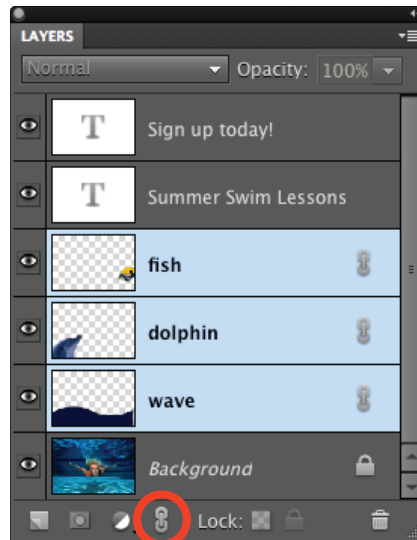 LAYERS
Normal Opacity: 100%
T Sign up today!
T Summer Swim Lessons
fish
dolphin
wave
Background
Lock: